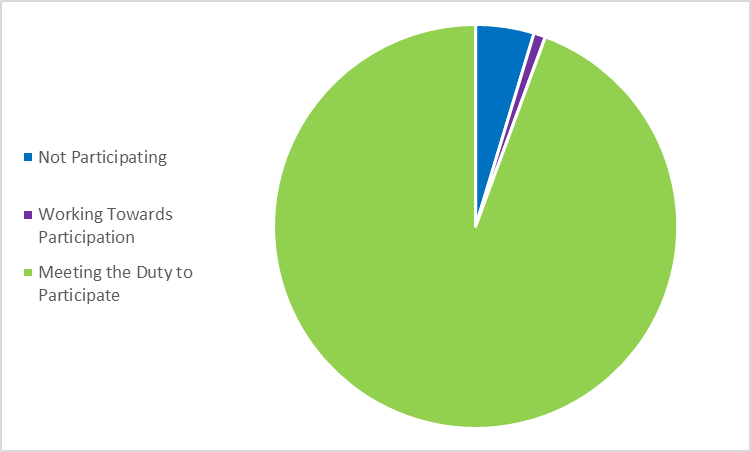 Not Participating
Working Towards
Participation
Meeting the Duty to
Participate